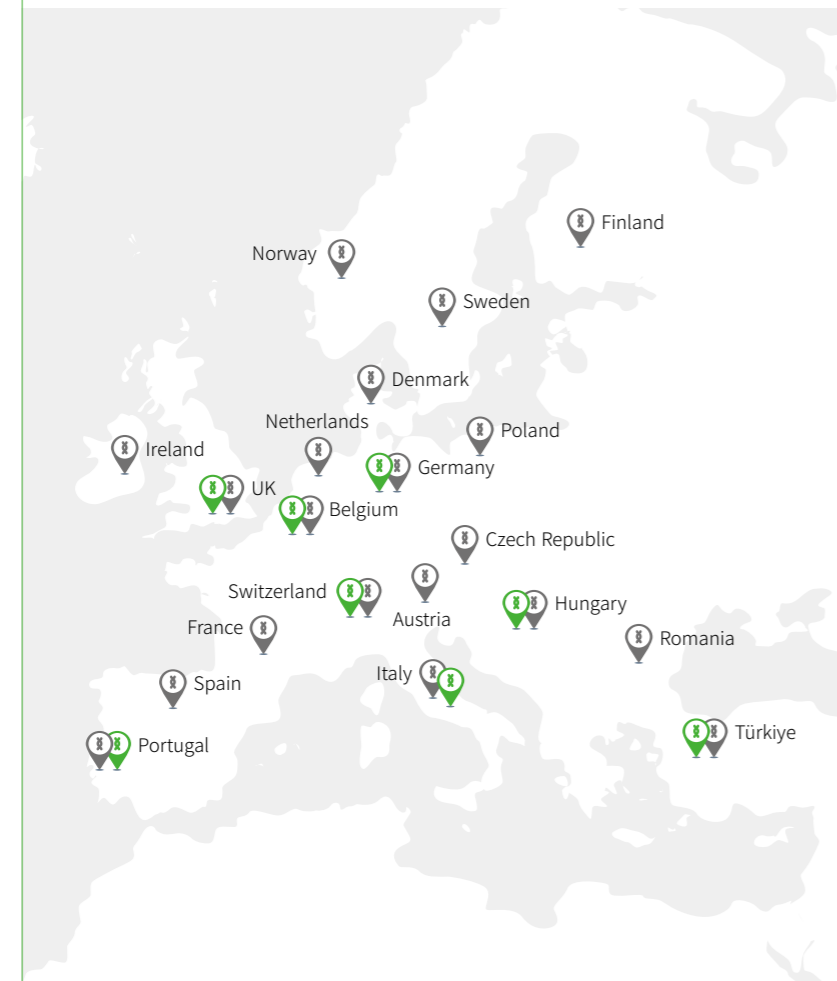 Finland
Norway
Sweden
Denmark
Netherlands
Poland
Ireland
Germany
UK
Belgium
Czech Republic
Switzerland
Hungary
Austria
France
Romania
Italy
Spain
Türkiye
Portugal